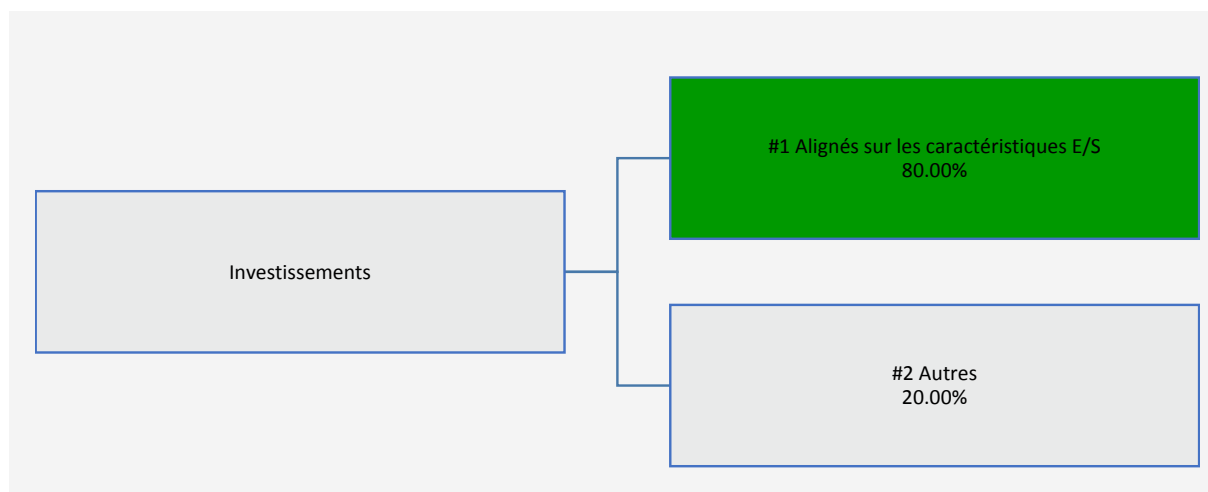 #1 Alignés sur les caractéristiques E/S
80.00%
Investissements
#2 Autres
20.00%